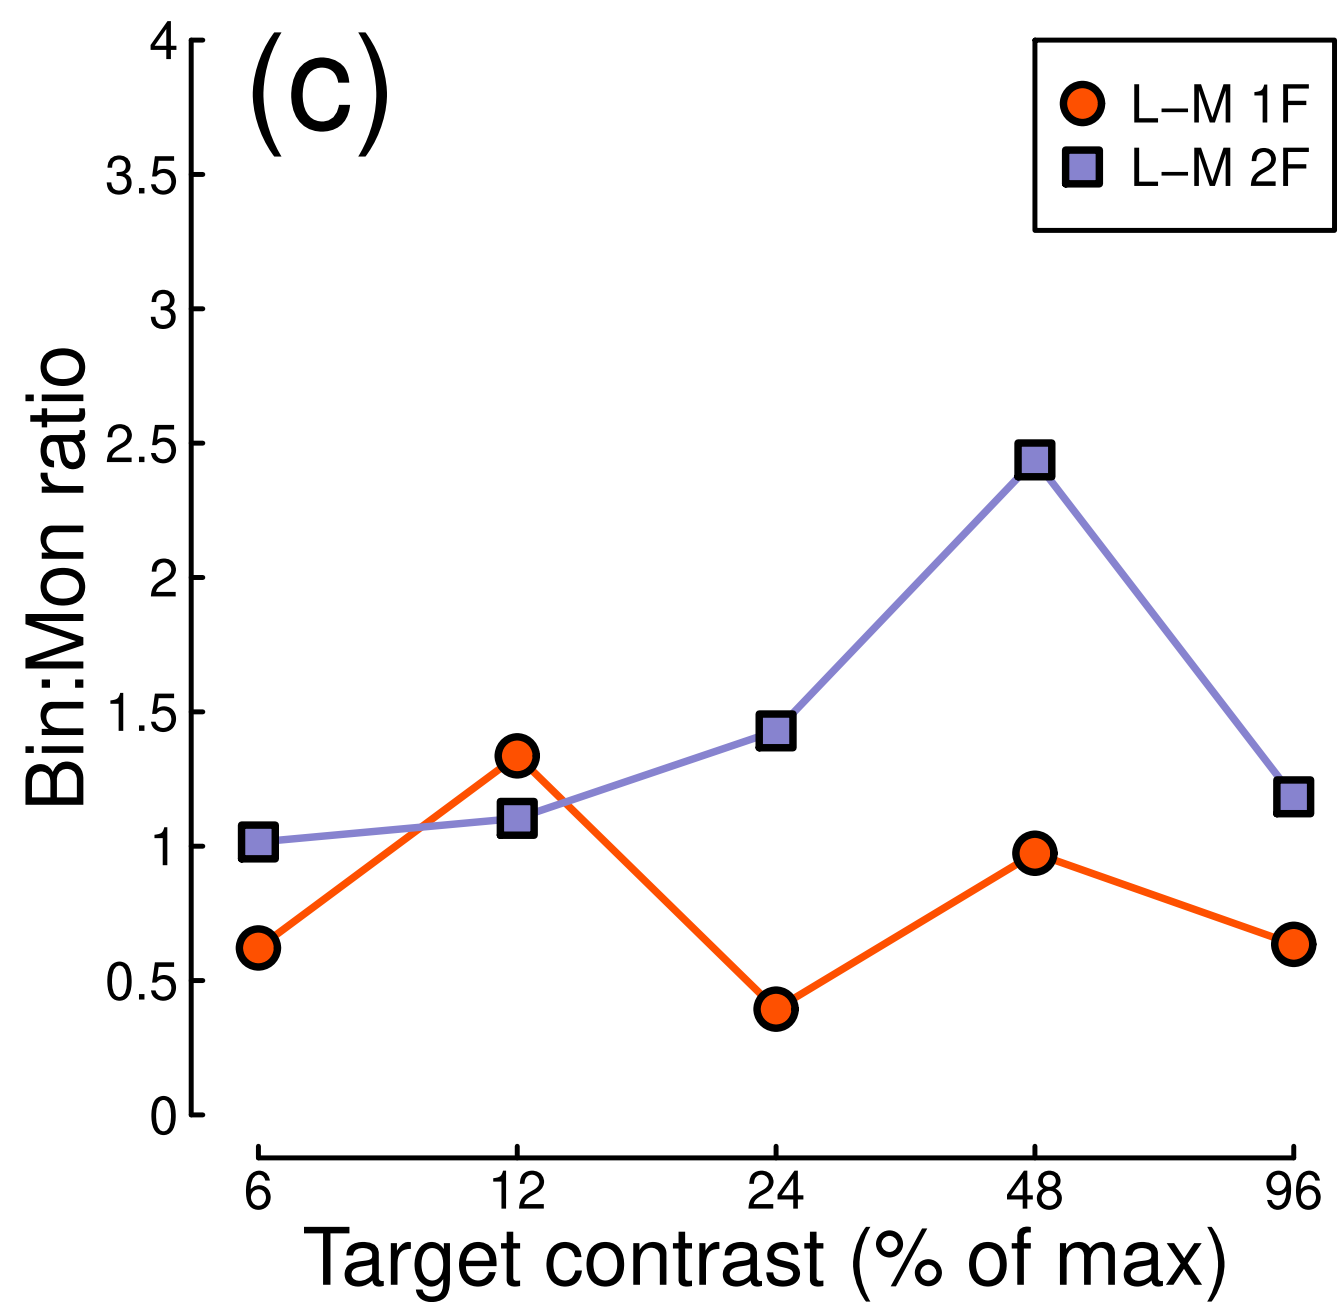 (c)
L−M 1F
L−M 2F
4
3.5
3
2.5
2
1.5
1
0.5
0
Bin:Mon ratio
6 12 24 48 96
Target contrast (% of max)